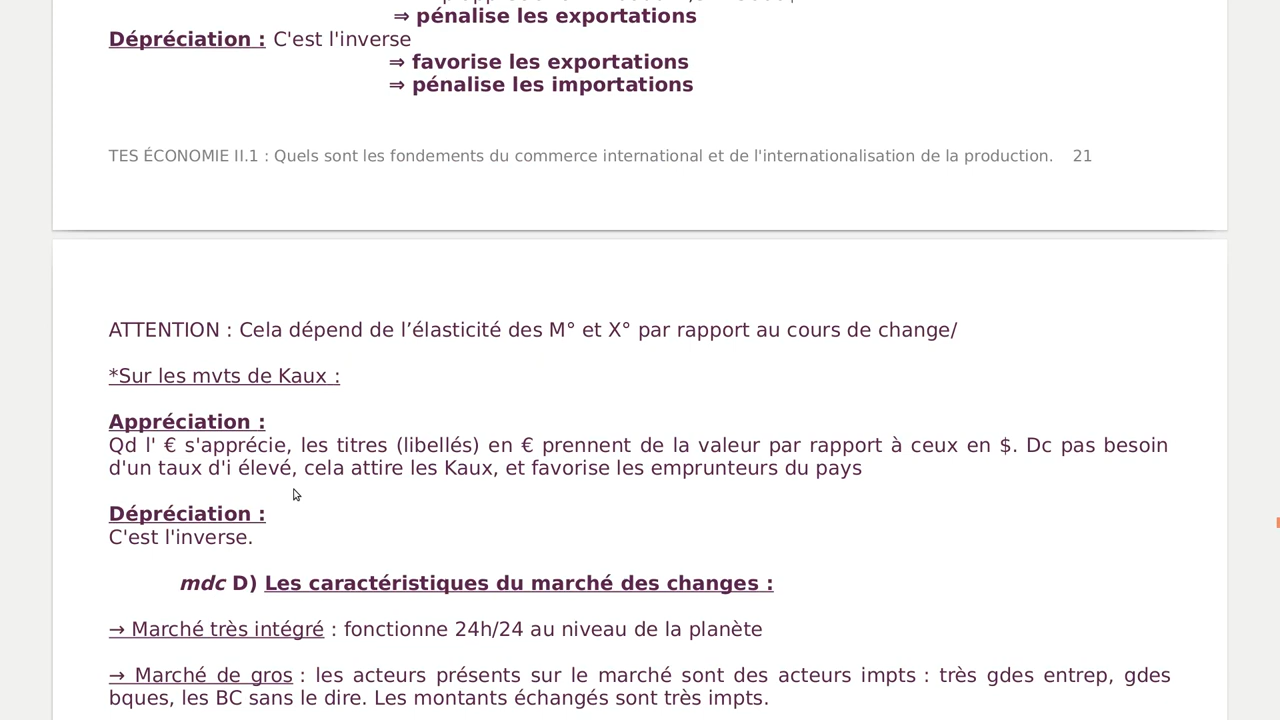 ⇒ pénalise les exportations
Dépréciation : C'est l'inverse
⇒ favorise les exportations
⇒ pénalise les importations
TES ÉCONOMIE II.1 : Quels sont les fondements du commerce international et de l'internationalisation de la production. 21
ATTENTION : Cela dépend de l’élasticité des M° et X° par rapport au cours de change/
*Sur les mvts de Kaux :
Appréciation :
Qd l' € s'apprécie, les titres (libellés) en € prennent de la valeur par rapport à ceux en $. Dc pas besoin
d'un taux d'i élevé, cela attire les Kaux, et favorise les emprunteurs du pays
Dépréciation :
C'est l'inverse.
mdc D) Les caractéristiques du marché des changes :
→ Marché très intégré : fonctionne 24h/24 au niveau de la planète
→ Marché de gros : les acteurs présents sur le marché sont des acteurs impts : très gdes entrep, gdes
bques, les BC sans le dire. Les montants échangés sont très impts.